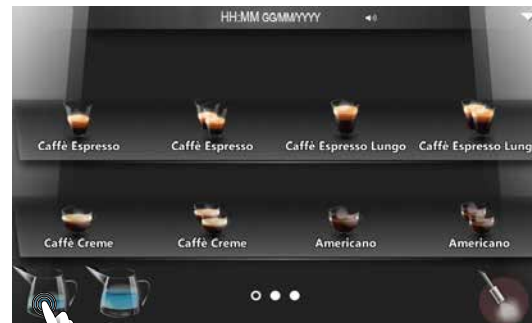 HH:MM GG/MM/YYYY
Caffè Espresso Caffè Espresso Caffè Espresso Lungo Caffè Espresso Lung
Caffè Creme Caffè Creme Americano Americano